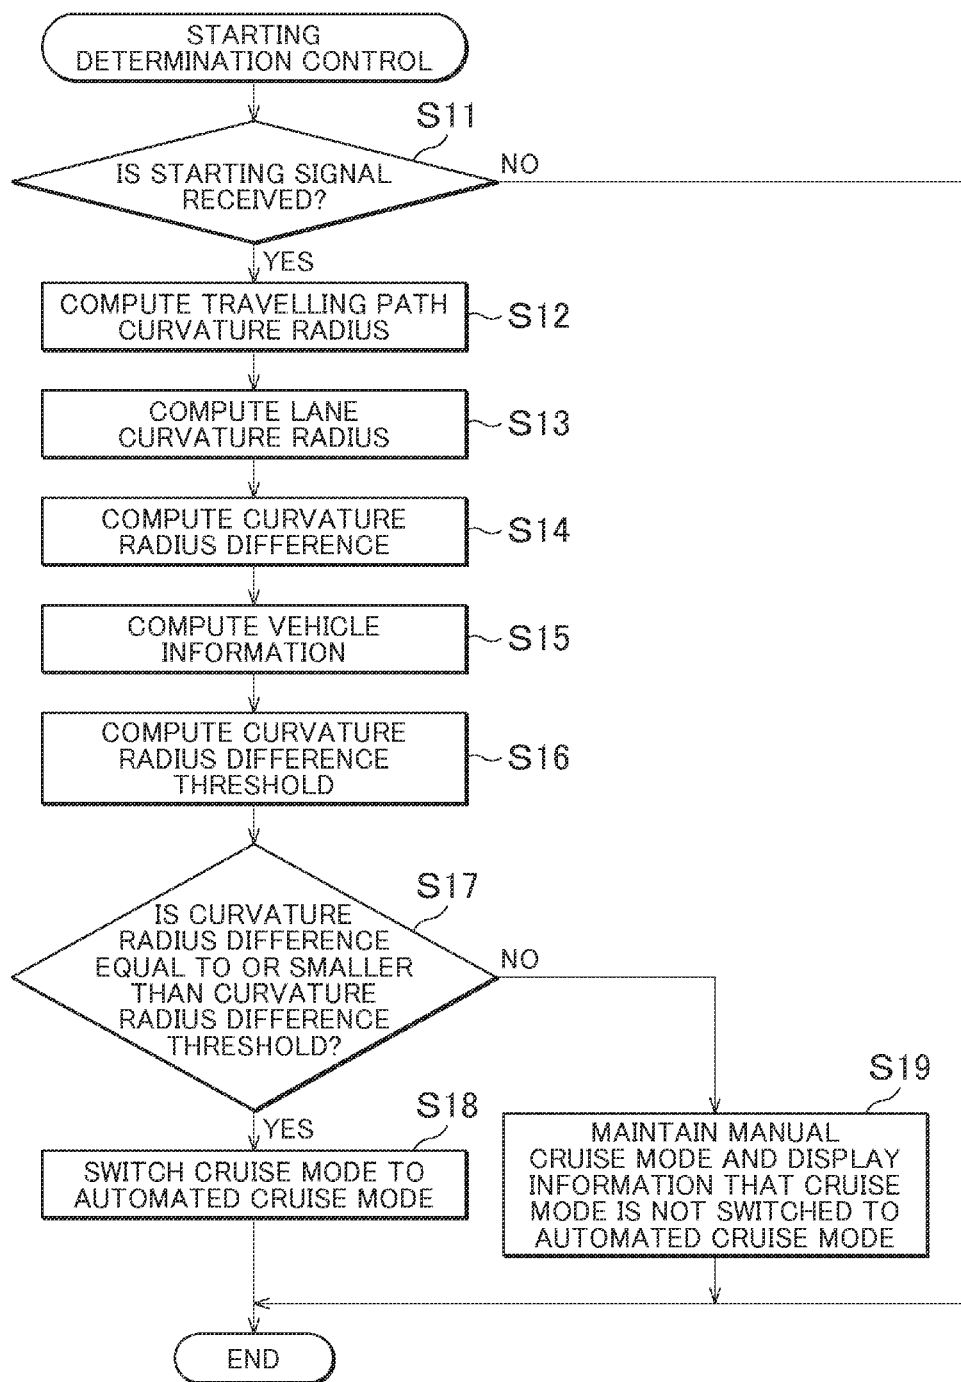 STARTING
DETERMINATION CONTROL
S11
IS STARTING SIGNAL
RECEIVED?
NO
YES
COMPUTE TRAVELLING PATH
CURVATURE RADIUS
S12
COMPUTE LANE
CURVATURE RADIUS
S13
COMPUTE CURVATURE
RADIUS DIFFERENCE
S14
COMPUTE VEHICLE
INFORMATION
S15
COMPUTE CURVATURE
RADIUS DIFFERENCE
THRESHOLD
S16
S17
IS CURVATURE
RADIUS DIFFERENCE
EQUAL TO OR SMALLER
THAN CURVATURE
RADIUS DIFFERENCE
THRESHOLD?
NO
YES
S18
SWITCH CRUISE MODE TO
AUTOMATED CRUISE MODE
S19
MAINTAIN MANUAL
CRUISE MODE AND DISPLAY
INFORMATION THAT CRUISE
MODE IS NOT SWITCHED TO
AUTOMATED CRUISE MODE
END